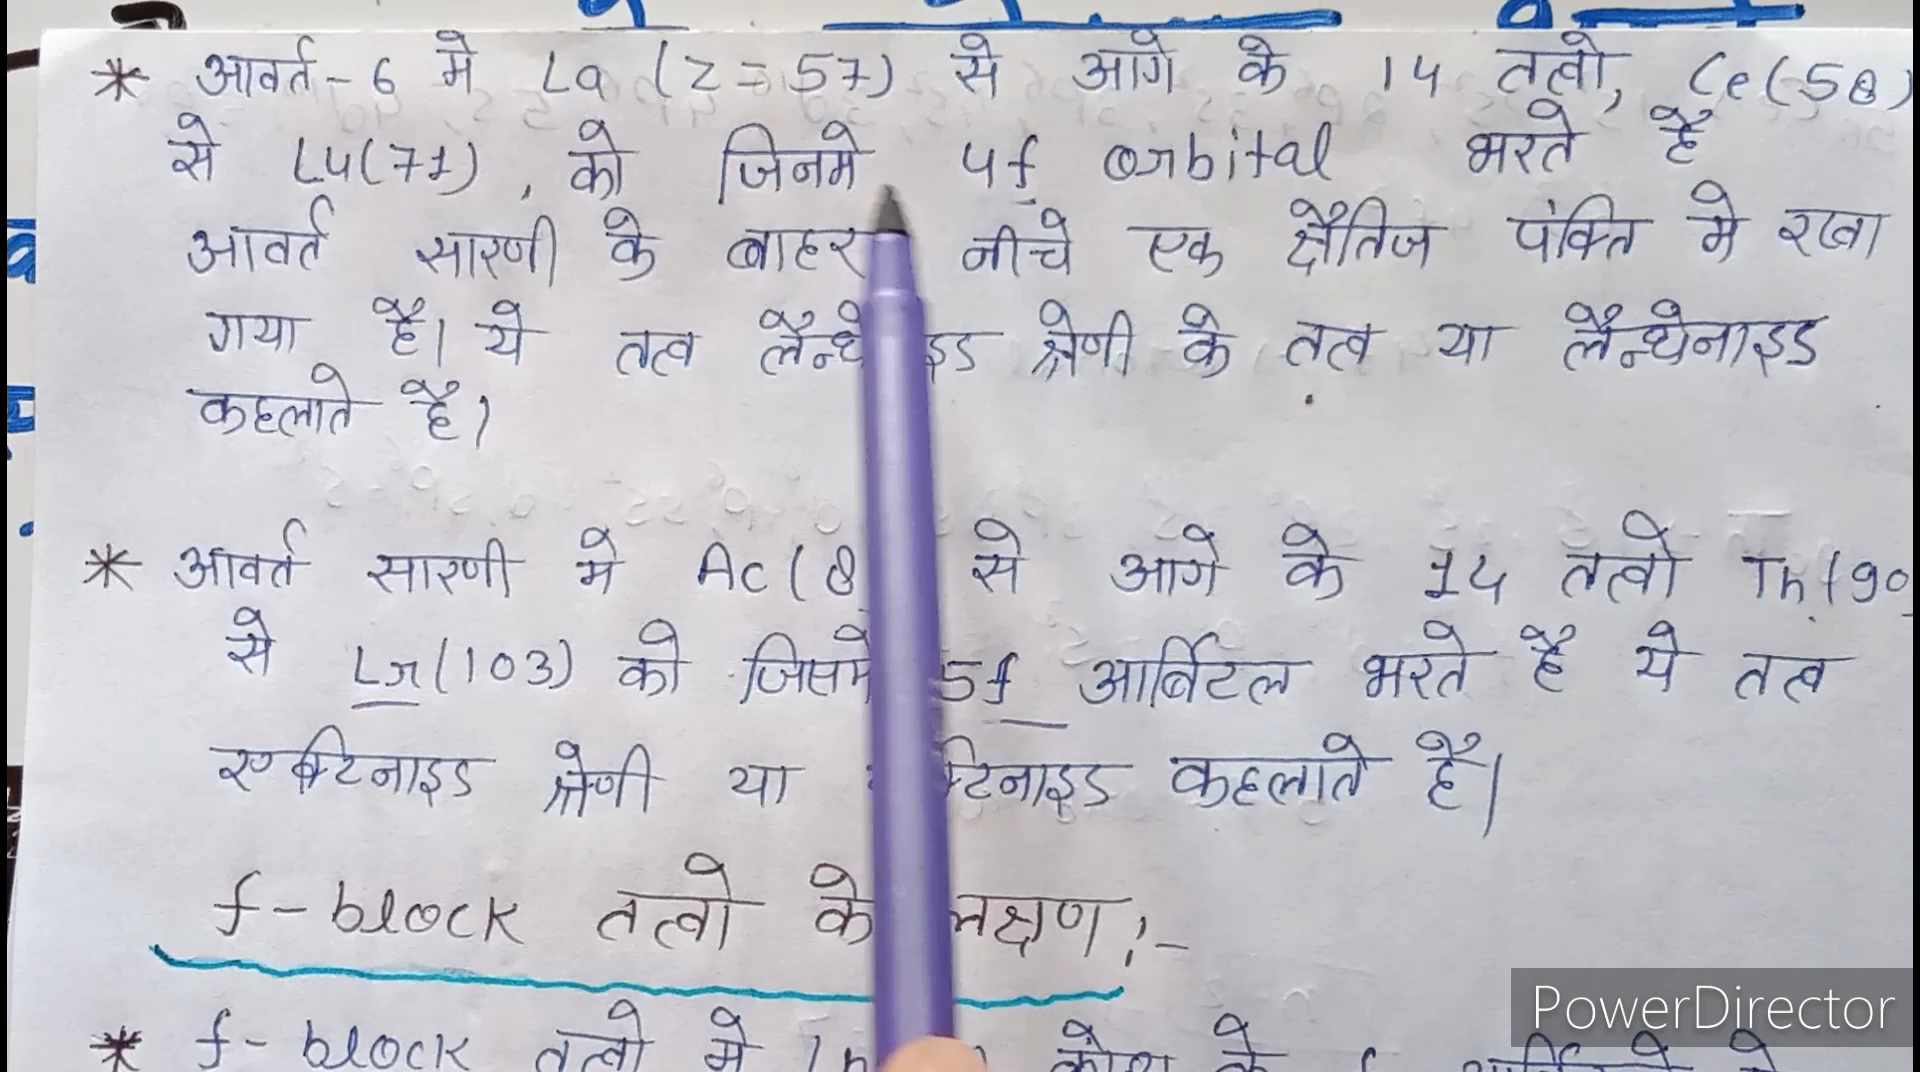 * आवर्त-6 मे La (Z=57) से आगे के 14 तत्वो, Ce(58)
से Lu(71), को जिनमे 4f orbital भरते है
आवर्त सारणी के बाहर नीचे एक क्षैतिज पंक्ति मे रखा
गया है। ये तत्व इड श्रेणी के तत्व या लैन्थेनाइड
कहलाते है।
* आवर्त सारणी मे Ac(8 से आगे के 14 तत्वो Th(90
से Lr(103) को जिसमे 5f आर्बिटल भरते है ये तत्व
एक्टिनाइड श्रेणी या टिनाइड कहलाते है।
f-block तत्वो के लक्षण:-
* f-block तत्वो मे
PowerDirector